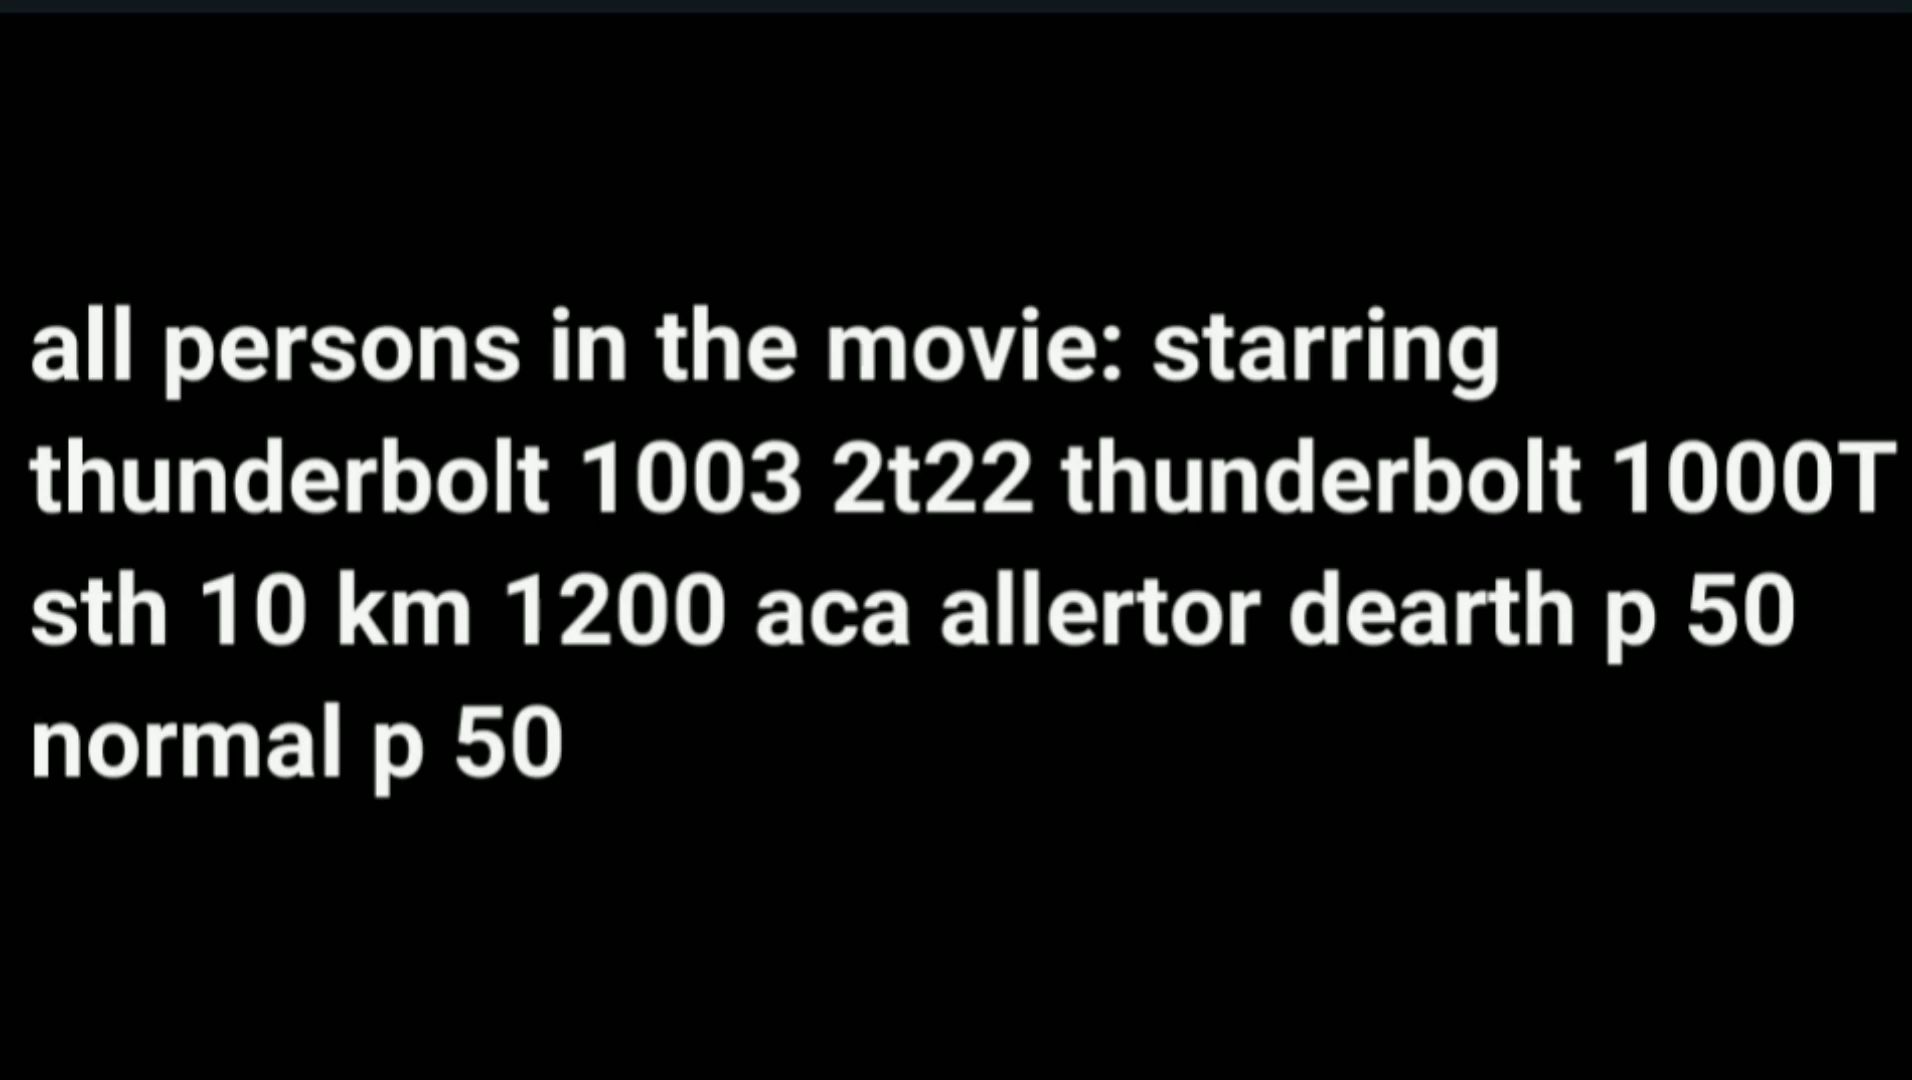 all persons in the movie: starring
thunderbolt 1003 2t22 thunderbolt 1000T
sth 10 km 1200 aca allertor dearth p 50
normal p 50